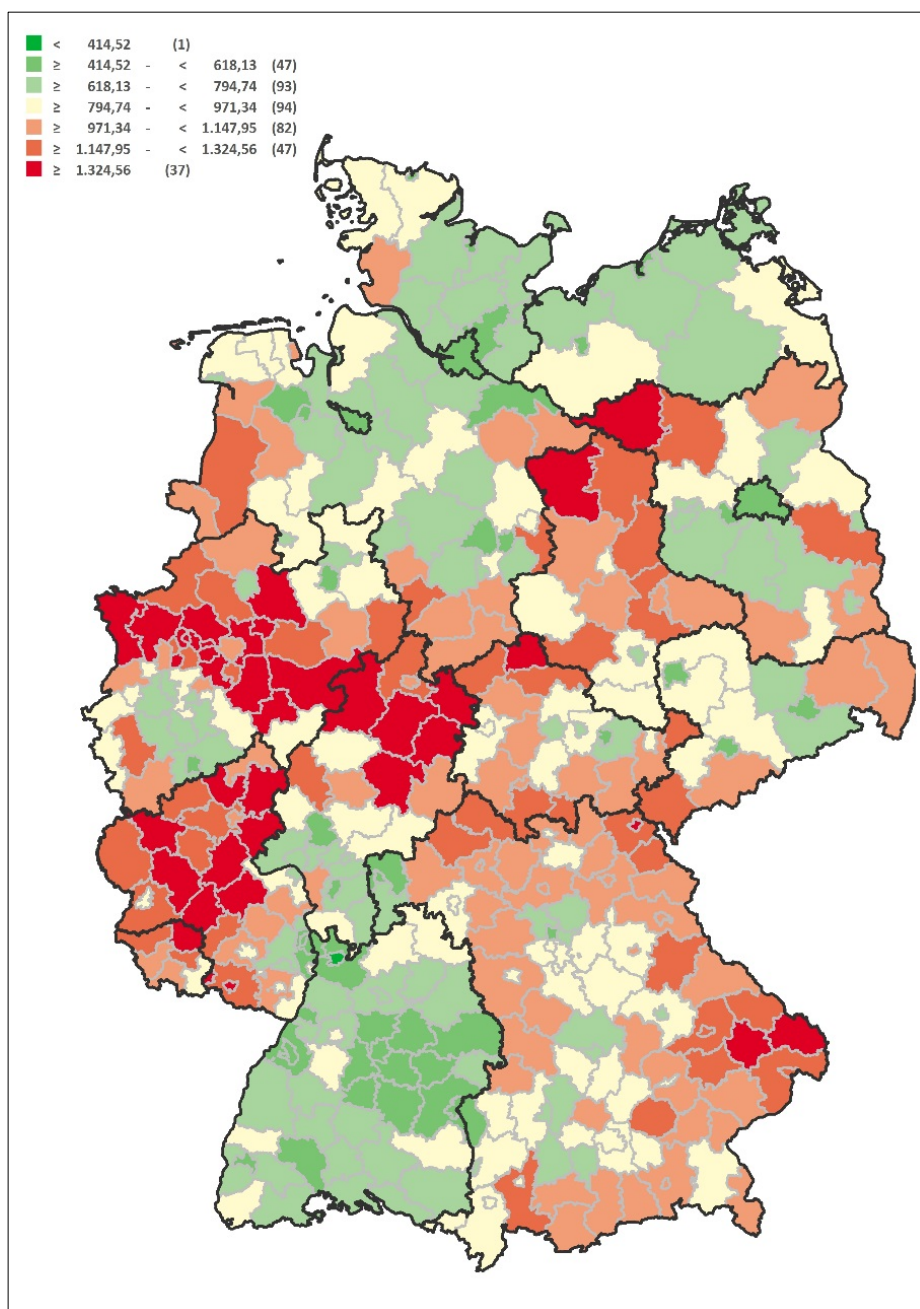 < 414,52 (1)
≥ 414,52 - < 618,13 (47)
≥ 618,13 - < 794,74 (93)
≥ 794,74 - < 971,34 (94)
≥ 971,34 - < 1.147,95 (82)
≥ 1.147,95 - < 1.324,56 (47)
≥ 1.324,56 (37)